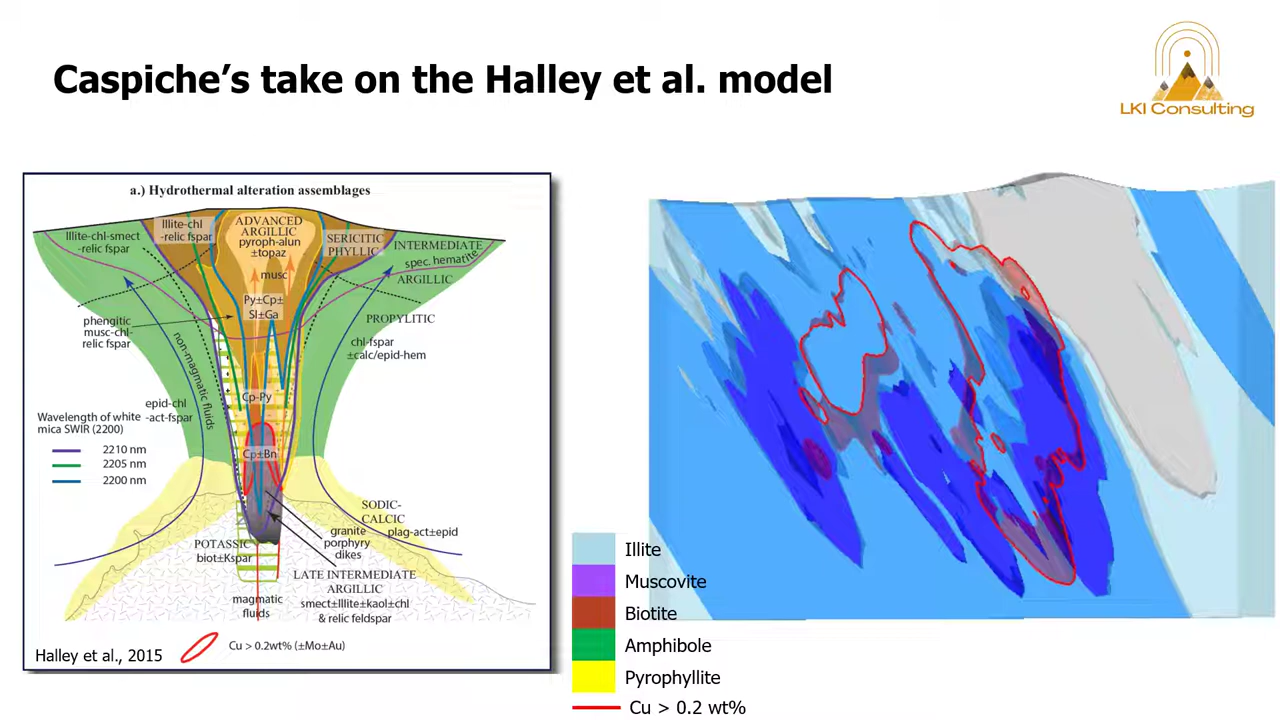 Caspiche's take on the Halley et al. model
LKI Consulting
a.) Hydrothermal alteration assemblages
Illite-chl-smect
-relic fspar
Illite-chl
-relic fspar
ADVANCED
ARGILLIC
pyroph-alun
±topaz
SERICITIC
PHYLLIC
INTERMEDIATE
spec. hematite
ARGILLIC
musc
Py±Cp±
Sl±Ga
phengitic
musc-chl-
relic fspar
PROPYLITIC
chl-fspar
±calc/epid-hem
non-magmatic fluids
Cp-Py
epid-chl
-act-fspar
Wavelength of white
mica SWIR (2200)
2210 nm
2205 nm
2200 nm
Cp±Bn
SODIC-
CALCIC
plag-act±epid
granite
porphyry
dikes
POTASSIC
biot±Kspar
LATE INTERMEDIATE
ARGILLIC
smect±Illite±kaol±chl
& relic feldspar
magmatic
fluids
Cu > 0.2wt% (±Mo±Au)
Halley et al., 2015
Illite
Muscovite
Biotite
Amphibole
Pyrophyllite
Cu > 0.2 wt%